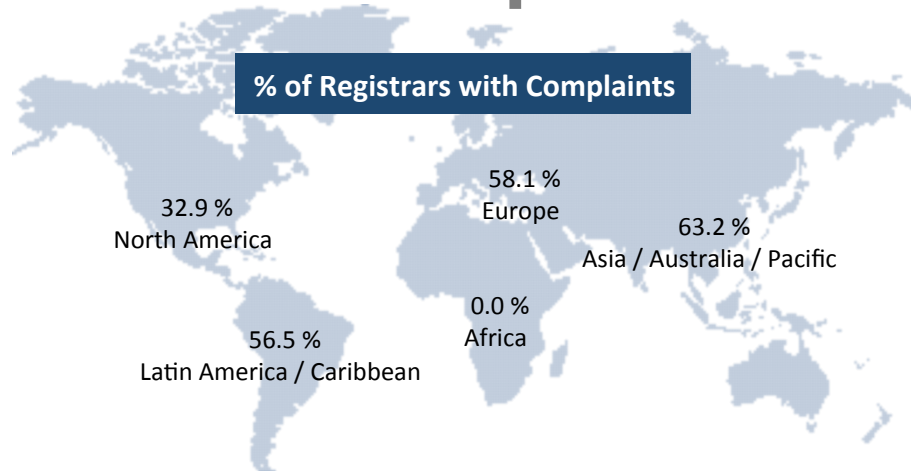 % of Registrars with Complaints
58.1 %
Europe
32.9 %
North America
63.2 %
Asia / Australia / Pacific
0.0 %
Africa
56.5 %
Latin America / Caribbean